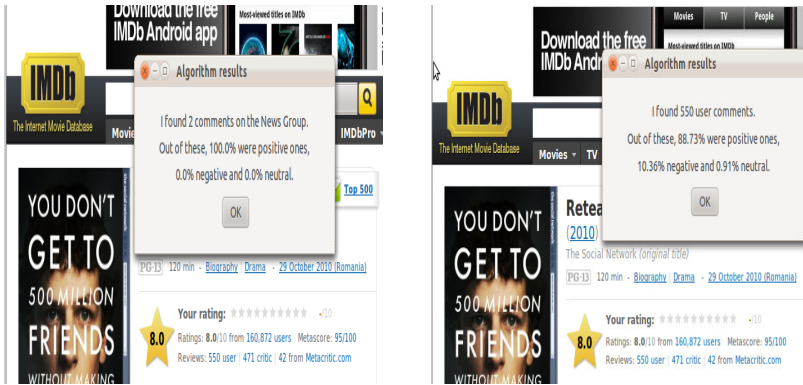 Download the free
IMDb Android app
Most-viewed titles on IMDb
Algorithm results
I found 2 comments on the News Group.
Out of these, 100.0% were positive ones,
0.0% negative and 0.0% neutral.
OK
IMDb
The Internet Movie Database
Movie
IMDbPro
Top 500
YOU DON'T
GET TO
500 MILLION
FRIENDS
WITHOUT MAKING
PG-13 120 min - Biography | Drama - 29 October 2010 (Romania)
Your rating: -/10
8.0
Ratings: 8.0/10 from 160,872 users Metascore: 95/100
Reviews: 550 user | 471 critic | 42 from Metacritic.com
Movies TV People
Most-viewed titles on IMDb
Download the free
IMDb Andr
Algorithm results
I found 550 user comments.
Out of these, 88.73% were positive ones,
10.36% negative and 0.91% neutral.
OK
IMDb
The Internet Movie Database
Movies TV
YOU DON'T
GET TO
500 MILLION
FRIENDS
WITHOUT MAKING
Retea
(2010)
The Social Network (original title)
PG-13 120 min - Biography | Drama - 29 October 2010 (Romania)
Your rating: -/10
8.0
Ratings: 8.0/10 from 160,872 users Metascore: 95/100
Reviews: 550 user | 471 critic | 42 from Metacritic.com